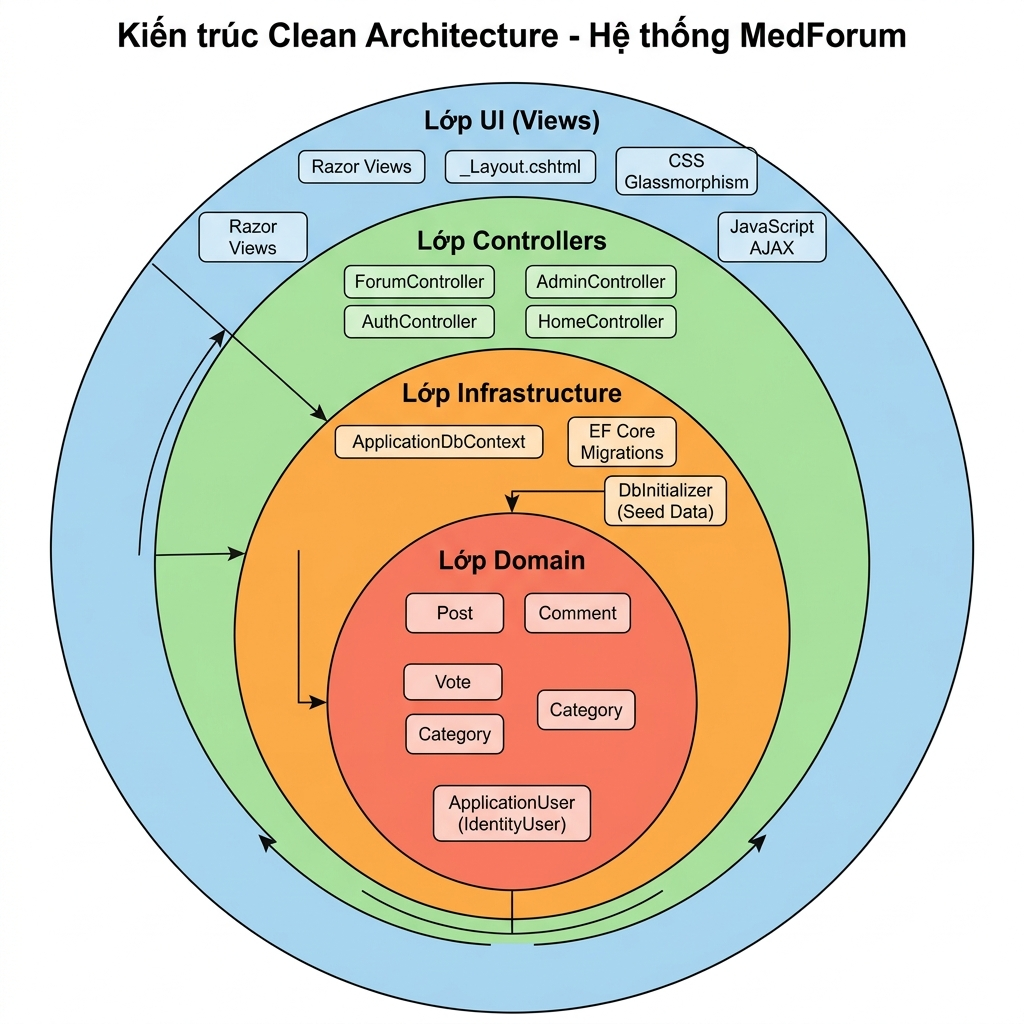 Kiến trúc Clean Architecture - Hệ thống MedForum
Lớp UI (Views)
Razor Views
_Layout.cshtml
CSS
Glassmorphism
Razor
Views
JavaScript
AJAX
Lớp Controllers
ForumController
AdminController
AuthController
HomeController
Lớp Infrastructure
ApplicationDbContext
EF Core
Migrations
DbInitializer
(Seed Data)
Lớp Domain
Post
Comment
Vote
Category
Category
ApplicationUser
(IdentityUser)